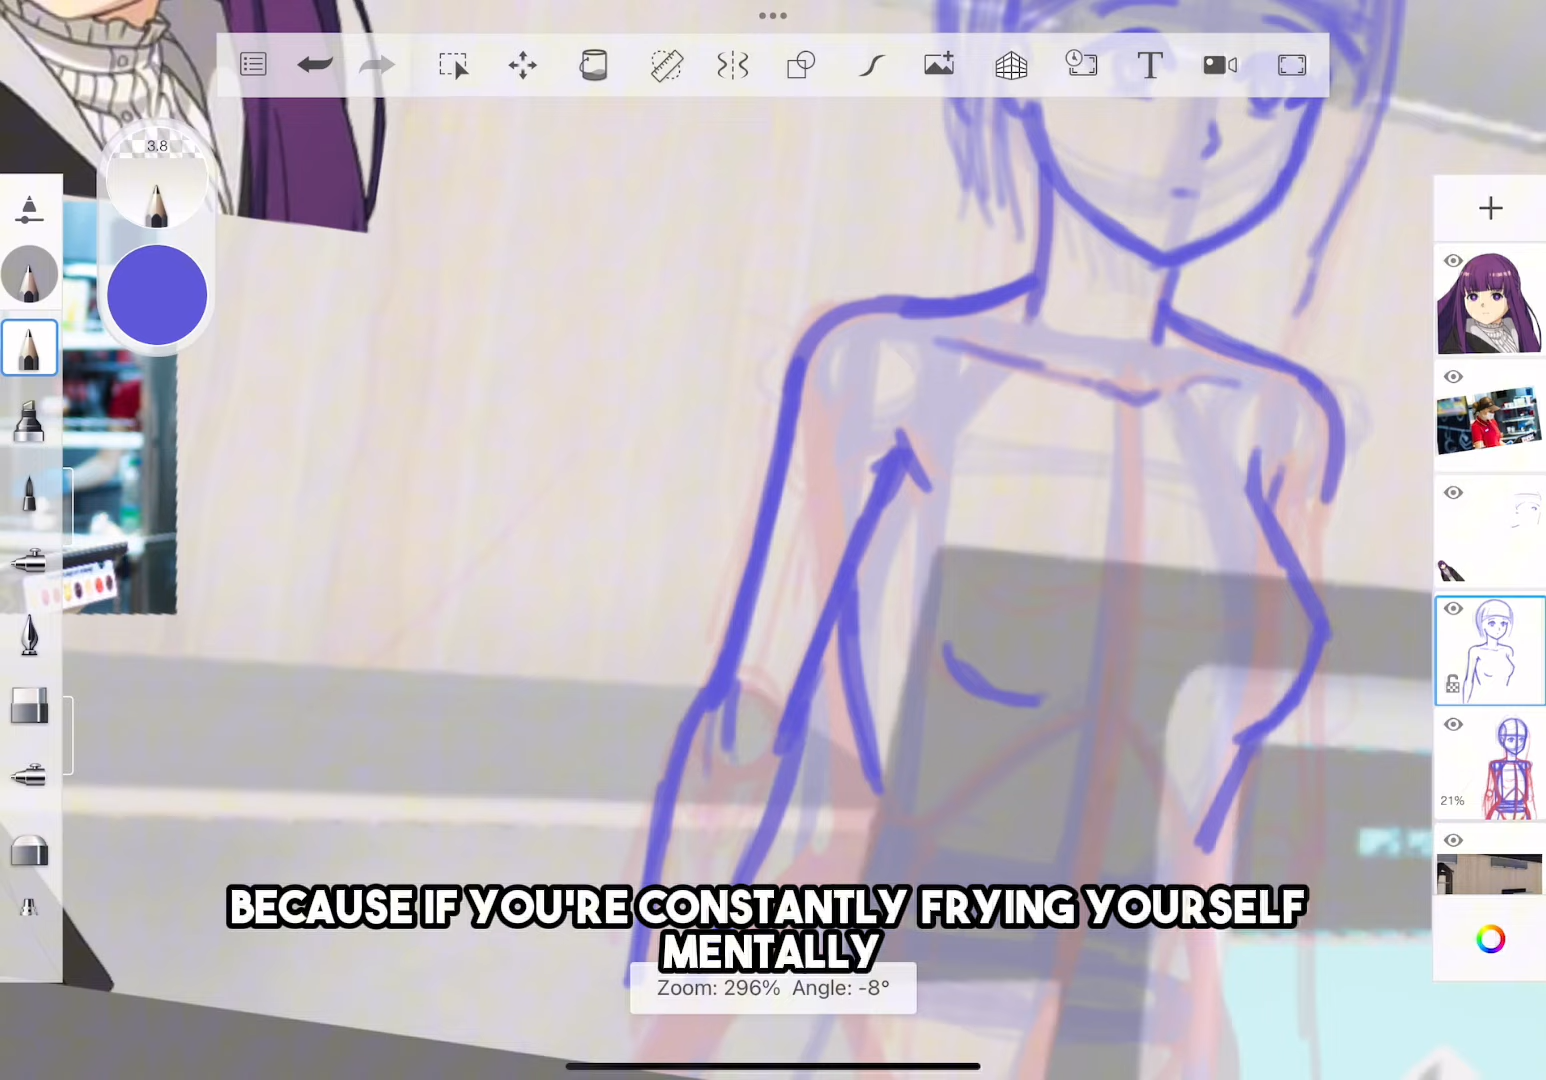 3.8
T
21%
BECAUSE IF YOU'RE CONSTANTLY FRYING YOURSELF
MENTALLY
Zoom: 296% Angle: -8°